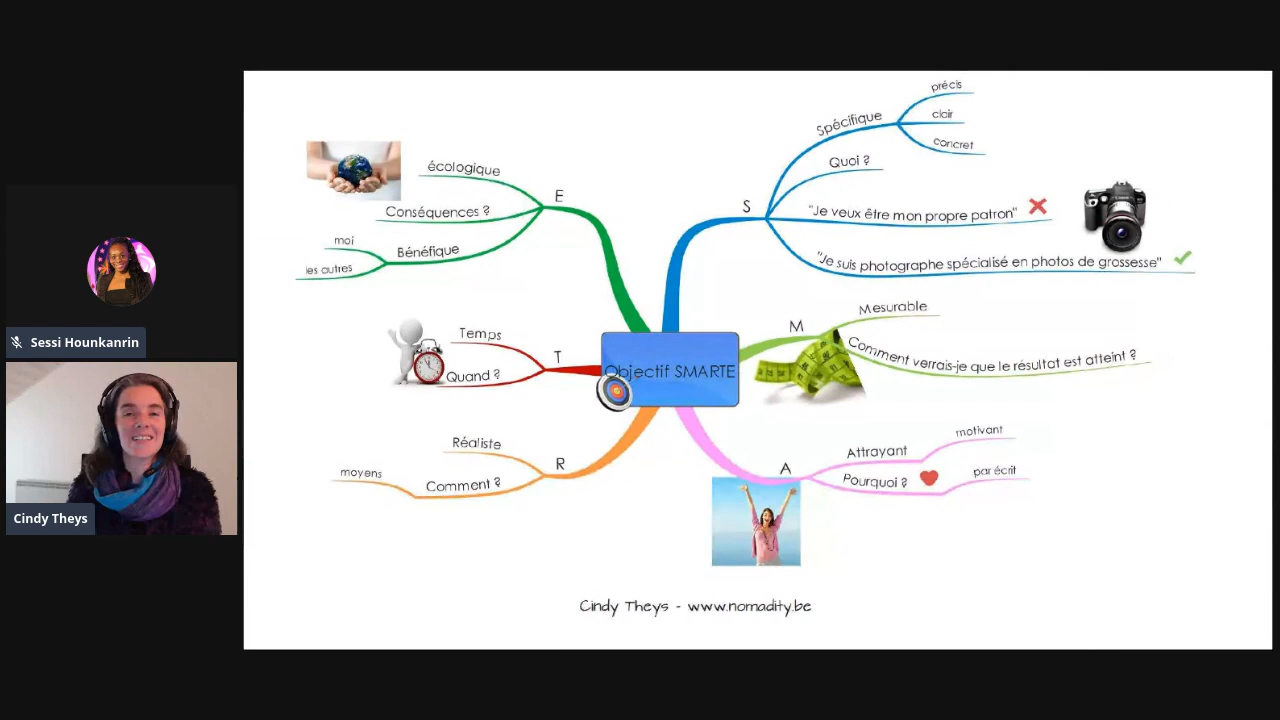 Sessi Hounkanrin
Cindy Theys
Objectif SMARTE
S
Spécifique
précis
clair
concret
Quoi ?
"Je veux être mon propre patron"
"Je suis photographe spécialisé en photos de grossesse"
M
Mesurable
Comment verrais-je que le résultat est atteint ?
A
Attrayant
motivant
Pourquoi ?
par écrit
R
Réaliste
Comment ?
moyens
T
Temps
Quand ?
E
écologique
Conséquences ?
Bénéfique
moi
les autres
Cindy Theys - www.nomadity.be